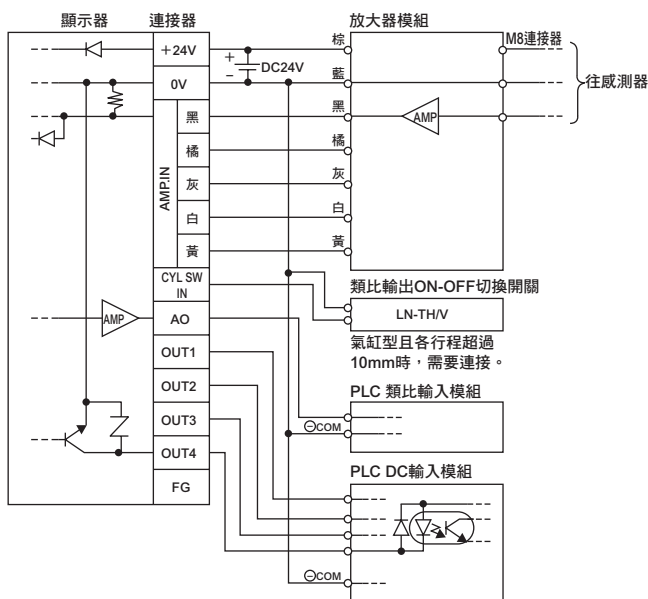 顯示器
連接器
放大器模組
+24V
0V
AMP.IN
黑
橘
灰
白
黃
CYL SW
IN
AO
OUT1
OUT2
OUT3
OUT4
FG
AMP
+
−
DC24V
棕
藍
黑
橘
灰
白
黃
AMP
M8連接器
往感測器
類比輸出ON-OFF切換開關
LN-TH/V
氣缸型且各行程超過
10mm時，需要連接。
PLC 類比輸入模組
⊖COM
PLC DC輸入模組
⊖COM